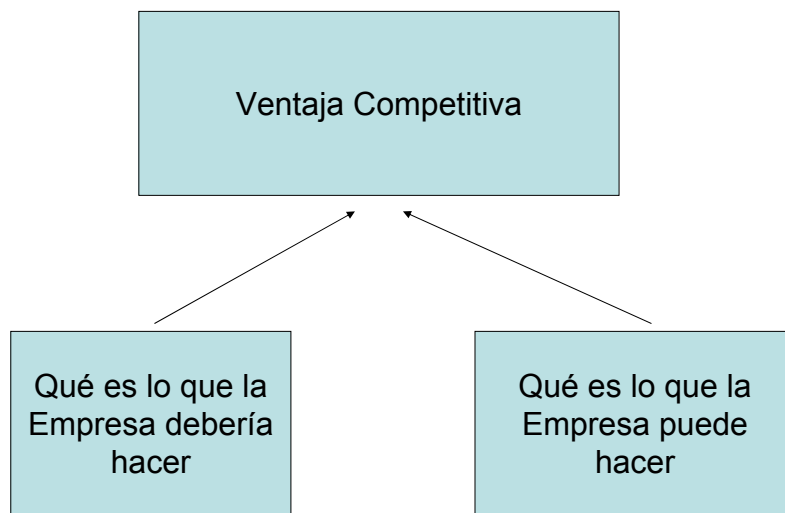 Ventaja Competitiva
Qué es lo que la
Empresa debería
hacer
Qué es lo que la
Empresa puede
hacer